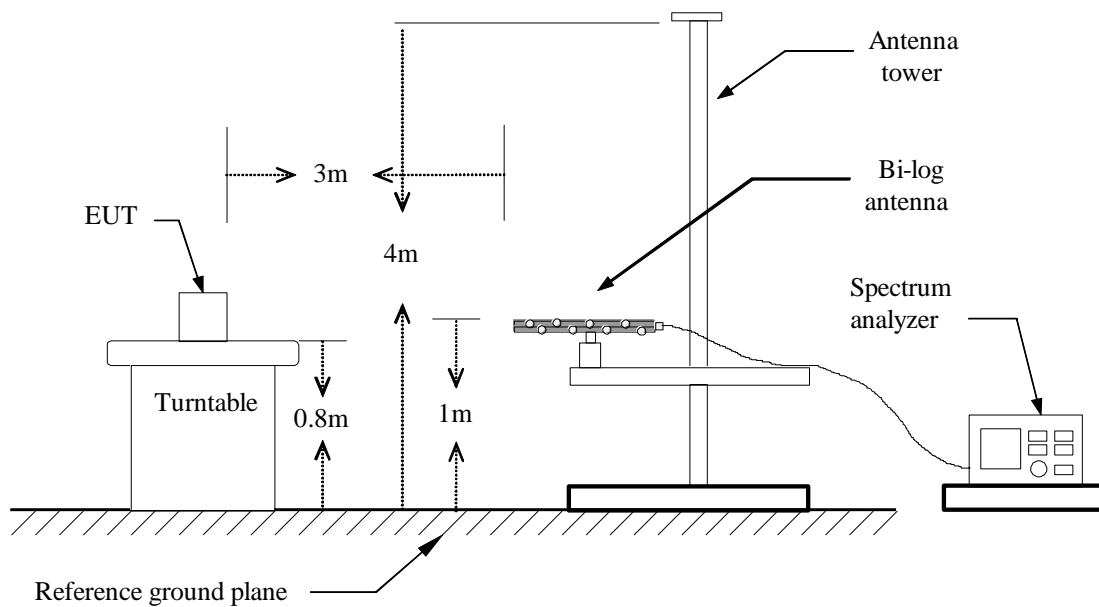 Antenna
tower
3m
Bi-log
antenna
EUT
4m
Spectrum
analyzer
Turntable
0.8m
1m
Reference ground plane